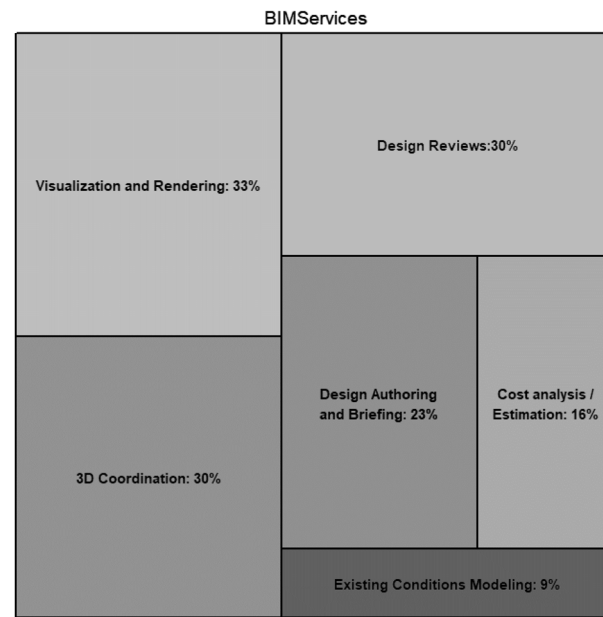 BIMServices
Visualization and Rendering: 33%
Design Reviews:30%
Design Authoring
and Briefing: 23%
Cost analysis /
Estimation: 16%
3D Coordination: 30%
Existing Conditions Modeling: 9%